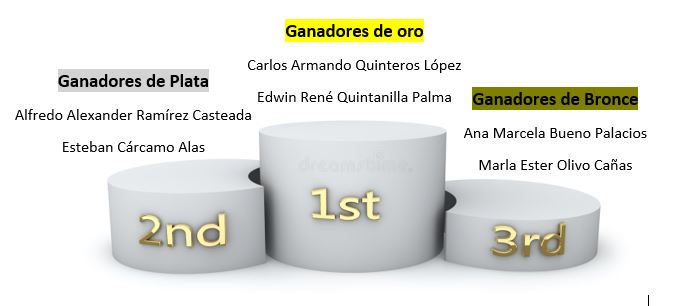 Ganadores de oro
Carlos Armando Quinteros López
Edwin René Quintanilla Palma
Ganadores de Plata
Alfredo Alexander Ramírez Casteada
Esteban Cárcamo Alas
Ganadores de Bronce
Ana Marcela Bueno Palacios
Marla Ester Olivo Cañas
dreamstime.
1st
2nd
3rd